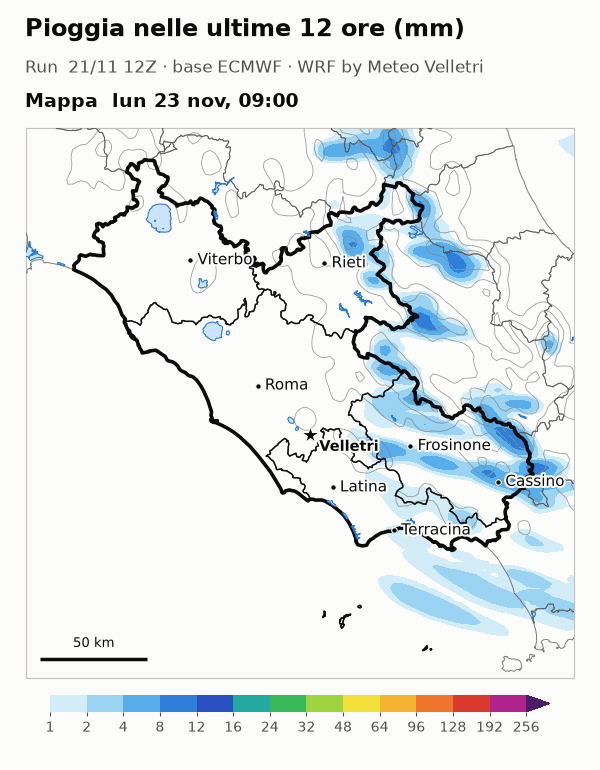 Pioggia nelle ultime 12 ore (mm)
Run  21/11 12Z · base ECMWF · WRF by Meteo Velletri
Mappa  lun 23 nov, 09:00
Viterbo
Rieti
Roma
Velletri
Frosinone
Latina
Cassino
Terracina
50 km
1 2 4 8 12 16 24 32 48 64 96 128 192 256